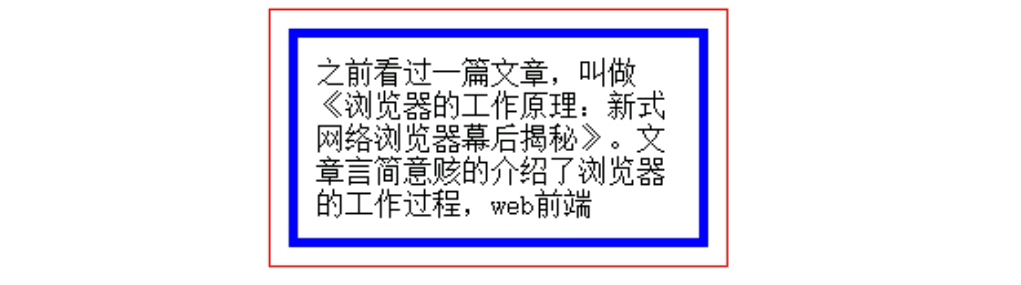 之前看过一篇文章，叫做
《浏览器的工作原理：新式
网络浏览器幕后揭秘》。文
章言简意赅的介绍了浏览器
的工作过程，web前端